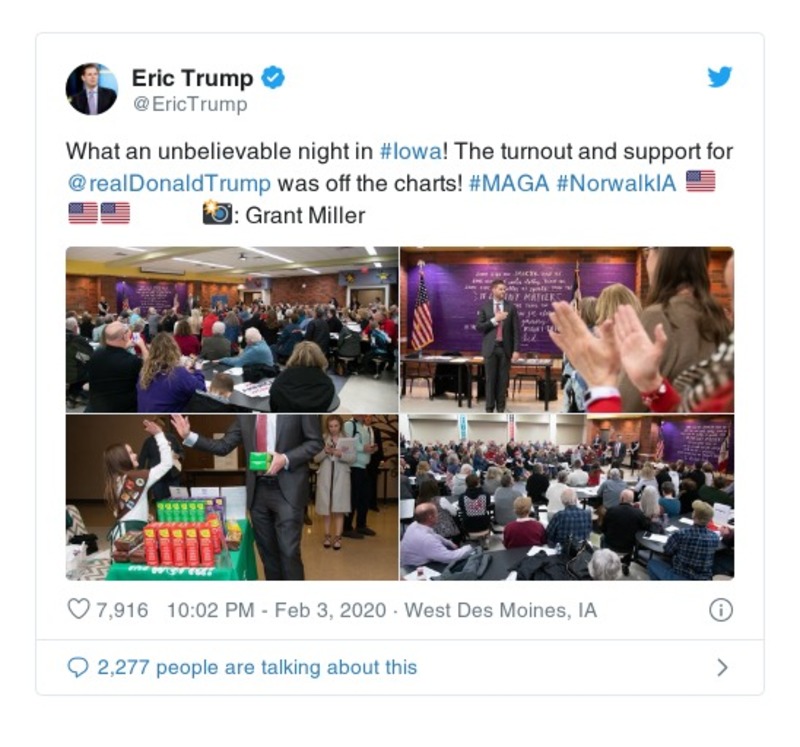 Eric Trump
@EricTrump
What an unbelievable night in #Iowa! The turnout and support for
@realDonaldTrump was off the charts! #MAGA #NorwalkIA 🇺🇸
🇺🇸🇺🇸 📸: Grant Miller
MATTERS
7,916 10:02 PM - Feb 3, 2020 · West Des Moines, IA
2,277 people are talking about this